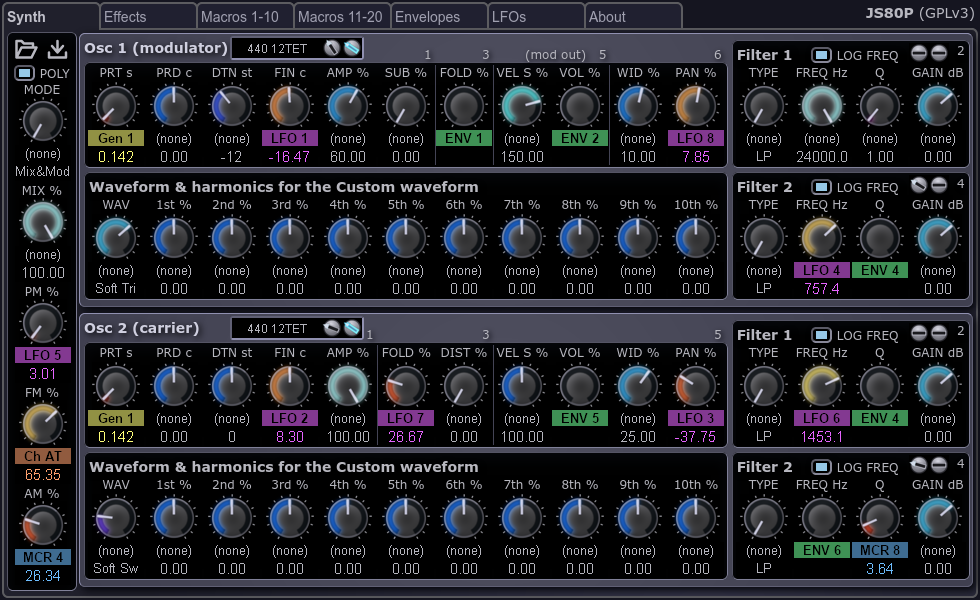 Synth Effects Macros 1-10 Macros 11-20 Envelopes LFOs About JS80P (GPLv3)
POLY
MODE
(none)
Mix&Mod
MIX %
(none)
100.00
PM %
LFO 5
3.01
FM %
Ch AT
65.35
AM %
MCR 4
26.34
Osc 1 (modulator) 440 12TET 1 3 (mod out) 5 6
PRT s PRD c DTN st FIN c AMP % SUB % FOLD % VEL S % VOL % WID % PAN %
Gen 1 (none) (none) LFO 1 (none) (none) ENV 1 (none) ENV 2 (none) LFO 8
0.142 0.00 -12 -16.47 60.00 0.00 150.00 10.00 7.85
Filter 1 LOG FREQ 2
TYPE FREQ Hz Q GAIN dB
(none) (none) (none) (none)
LP 24000.0 1.00 0.00
Waveform & harmonics for the Custom waveform
WAV 1st % 2nd % 3rd % 4th % 5th % 6th % 7th % 8th % 9th % 10th %
(none) (none) (none) (none) (none) (none) (none) (none) (none) (none) (none)
Soft Tri 0.00 0.00 0.00 0.00 0.00 0.00 0.00 0.00 0.00 0.00
Filter 2 LOG FREQ 4
TYPE FREQ Hz Q GAIN dB
(none) LFO 4 ENV 4 (none)
LP 757.4 0.00
Osc 2 (carrier) 440 12TET 1 3 5
PRT s PRD c DTN st FIN c AMP % FOLD % DIST % VEL S % VOL % WID % PAN %
Gen 1 (none) (none) LFO 2 (none) LFO 7 (none) (none) ENV 5 (none) LFO 3
0.142 0.00 0 8.30 100.00 26.67 0.00 100.00 25.00 -37.75
Filter 1 LOG FREQ 2
TYPE FREQ Hz Q GAIN dB
(none) LFO 6 ENV 4 (none)
LP 1453.1 0.00
Waveform & harmonics for the Custom waveform
WAV 1st % 2nd % 3rd % 4th % 5th % 6th % 7th % 8th % 9th % 10th %
(none) (none) (none) (none) (none) (none) (none) (none) (none) (none) (none)
Soft Sw 0.00 0.00 0.00 0.00 0.00 0.00 0.00 0.00 0.00 0.00
Filter 2 LOG FREQ 4
TYPE FREQ Hz Q GAIN dB
(none) ENV 6 MCR 8 (none)
LP 3.64 0.00